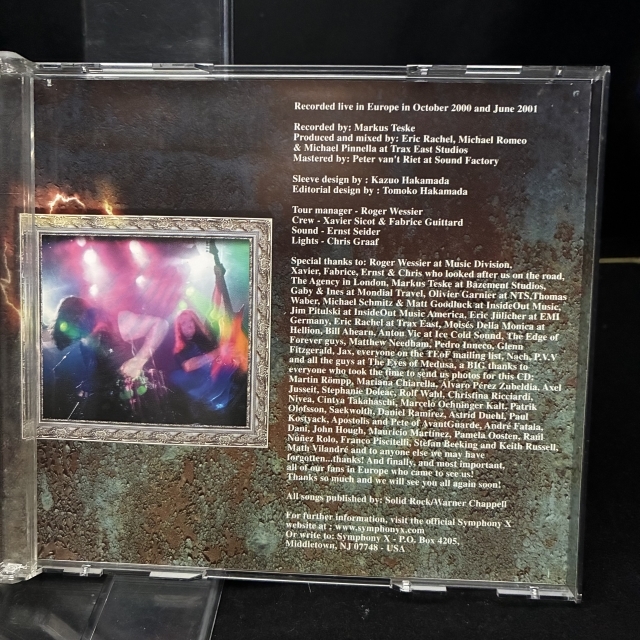 Recorded live in Europe in October 2000 and June 2001
Recorded by: Markus Teske
Produced and mixed by: Eric Rachel, Michael Romeo
& Michael Pinnella at Trax East Studios
Mastered by: Peter van't Riet at Sound Factory
Sleeve design by : Kazuo Hakamada
Editorial design by : Tomoko Hakamada
Tour manager - Roger Wessier
Crew - Xavier Sicot & Fabrice Guittard
Sound - Ernst Seider
Lights - Chris Graaf
Special thanks to: Roger Wessier at Music Division,
Xavier, Fabrice, Ernst & Chris who looked after us on the road,
The Agency in London, Markus Teske at Bazement Studios,
Gaby & Ines at Mondial Travel, Olivier Garnier at NTS,Thomas
Waber, Michael Schmitz & Matt Goodluck at InsideOut Music,
Jim Pitulski at InsideOut Music America, Eric Jülicher at EMI
Germany, Eric Rachel at Trax East, Moisés Della Monica at
Hellion, Bill Ahearn, Anton Vic at Ice Cold Sound, The Edge of
Forever guys, Matthew Needham, Pedro Ionneco, Glenn
Fitzgerald, Jax, everyone on the TEoF mailing list, Nach, P.V.V
and all the guys at The Eyes of Medusa, a BIG thanks to
everyone who took the time to send us photos for this CD:
Martin Römpp, Mariana Chiarella, Alvaro Pérez Zubeldia, Axel
Jusseit, Stephanie Doleac, Rolf Wahl, Christina Ricciardi,
Nivea, Cintya Takahaschi, Marcelo Oehninger Kalt, Patrik
Olofsson, Saekwolth, Daniel Ramírez, Astrid Duehl, Paul
Kostyack, Apostolis and Pete of AvantGuarde, André Fataia,
Dani, John Hough, Mauricio Martinez, Pamela Oosten, Raúl
Núñez Rolo, Franco Piscitelli, Stefan Beeking and Keith Russell,
Math Vilandré and to anyone else we may have
forgotten...thanks! And finally, and most important,
all of our fans in Europe who came to see us!
Thanks so much and we will see you all again soon!
All songs published by: Solid Rock/Warner Chappell
For further information, visit the official Symphony X
website at ; www.symphonyx.com
Or write to: Symphony X - P.O. Box 4205,
Middletown, NJ 07748 - USA